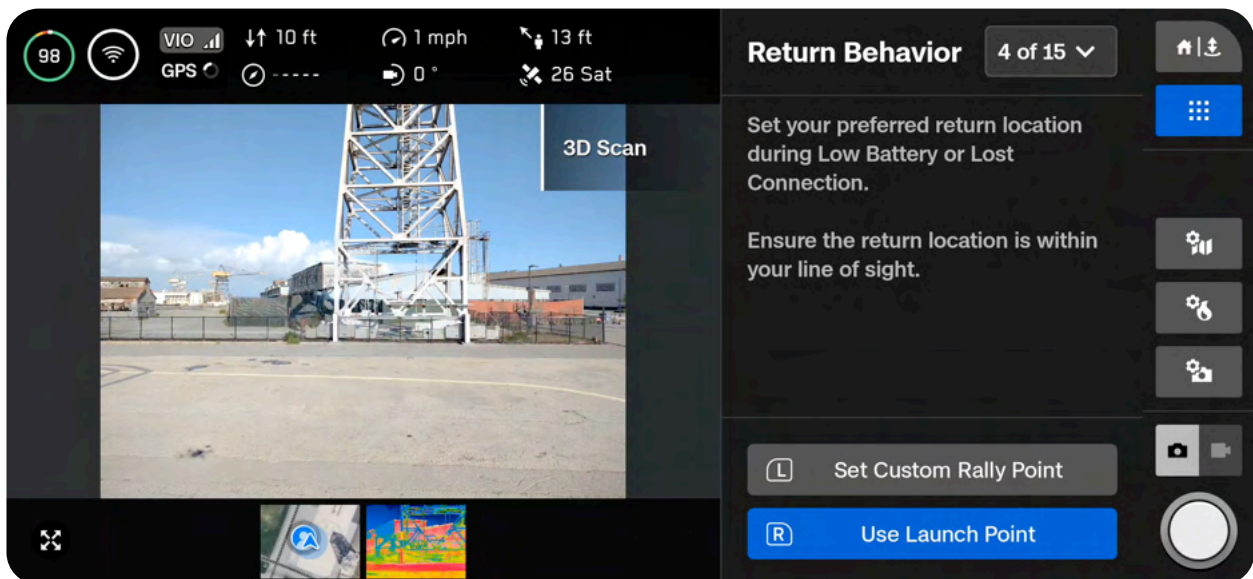 98
VIO
GPS
10 ft
1 mph
13 ft
-----
0 °
26 Sat
3D Scan
Return Behavior
4 of 15
Set your preferred return location
during Low Battery or Lost
Connection.
Ensure the return location is within
your line of sight.
L Set Custom Rally Point
R Use Launch Point